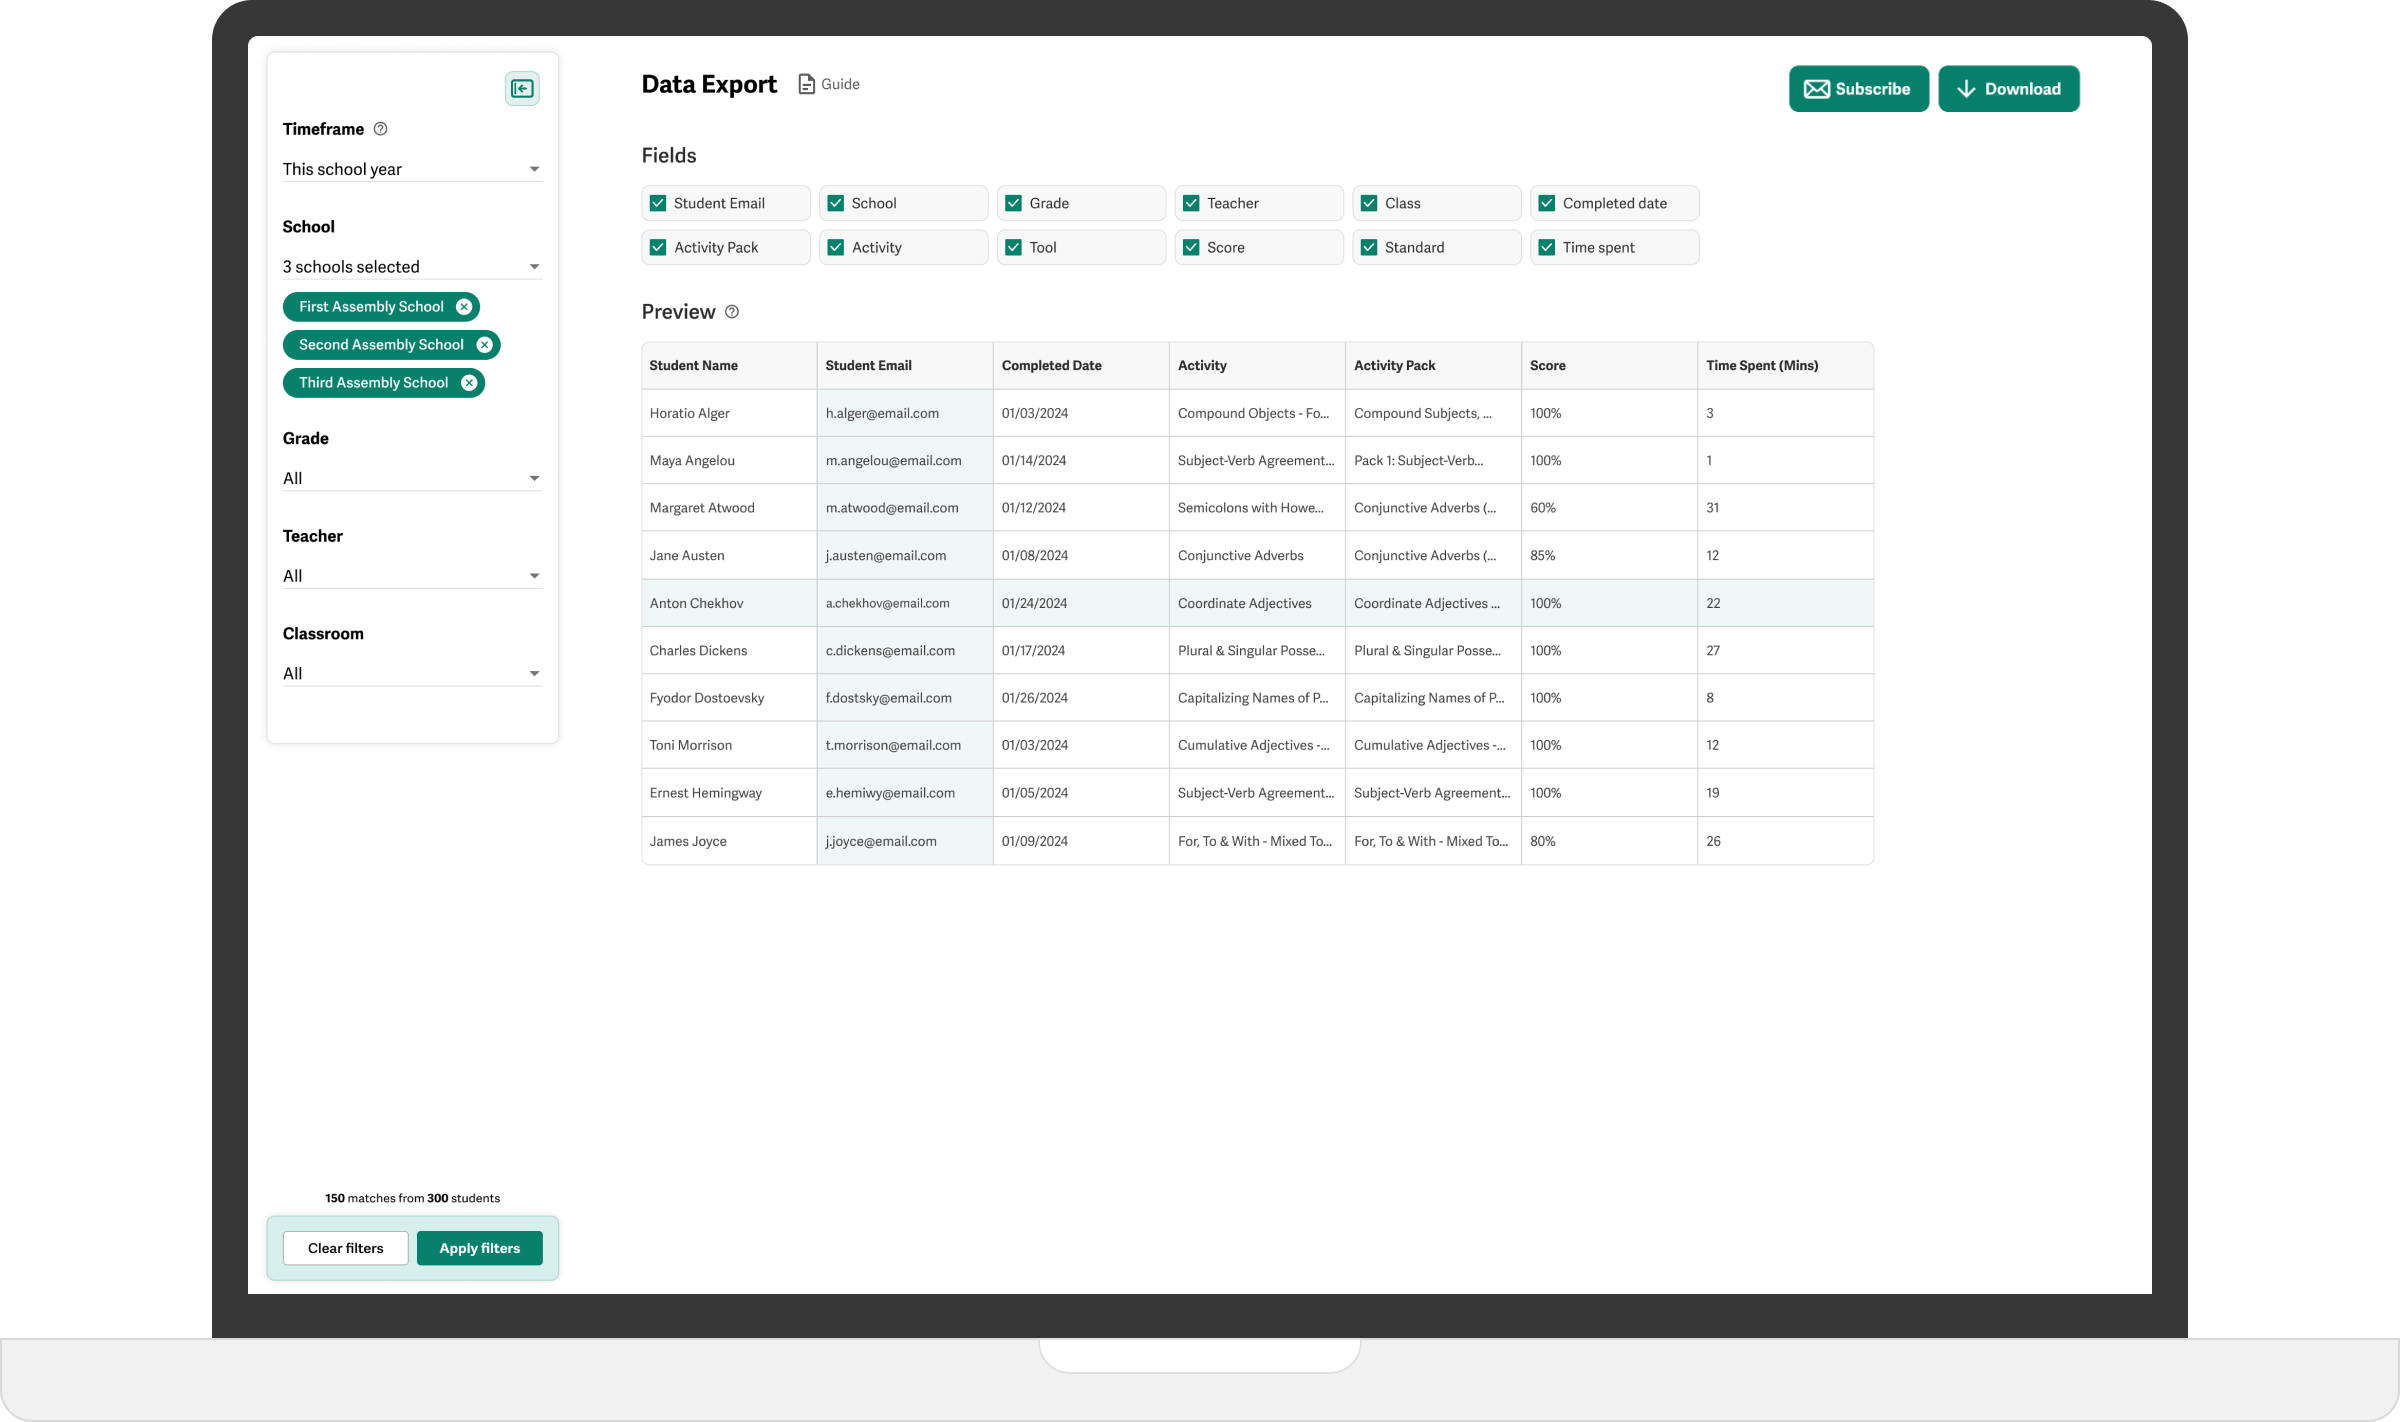 Data Export
Guide
Subscribe
Download
Timeframe
This school year
School
3 schools selected
First Assembly School
Second Assembly School
Third Assembly School
Grade
All
Teacher
All
Classroom
All
150 matches from 300 students
Clear filters
Apply filters
Fields
Student Email School Grade Teacher Class Completed date
Activity Pack Activity Tool Score Standard Time spent
Preview
Student Name Student Email Completed Date Activity Activity Pack Score Time Spent (Mins)
Horatio Alger h.alger@email.com 01/03/2024 Compound Objects - Fo... Compound Subjects, ... 100% 3
Maya Angelou m.angelou@email.com 01/14/2024 Subject-Verb Agreement... Pack 1: Subject-Verb... 100% 1
Margaret Atwood m.atwood@email.com 01/12/2024 Semicolons with Howe... Conjunctive Adverbs (... 60% 31
Jane Austen j.austen@email.com 01/08/2024 Conjunctive Adverbs Conjunctive Adverbs (... 85% 12
Anton Chekhov a.chekhov@email.com 01/24/2024 Coordinate Adjectives Coordinate Adjectives ... 100% 22
Charles Dickens c.dickens@email.com 01/17/2024 Plural & Singular Posse... Plural & Singular Posse... 100% 27
Fyodor Dostoevsky f.dostsky@email.com 01/26/2024 Capitalizing Names of P... Capitalizing Names of P... 100% 8
Toni Morrison t.morrison@email.com 01/03/2024 Cumulative Adjectives -... Cumulative Adjectives -... 100% 12
Ernest Hemingway e.hemiwy@email.com 01/05/2024 Subject-Verb Agreement... Subject-Verb Agreement... 100% 19
James Joyce j.joyce@email.com 01/09/2024 For, To & With - Mixed To... For, To & With - Mixed To... 80% 26